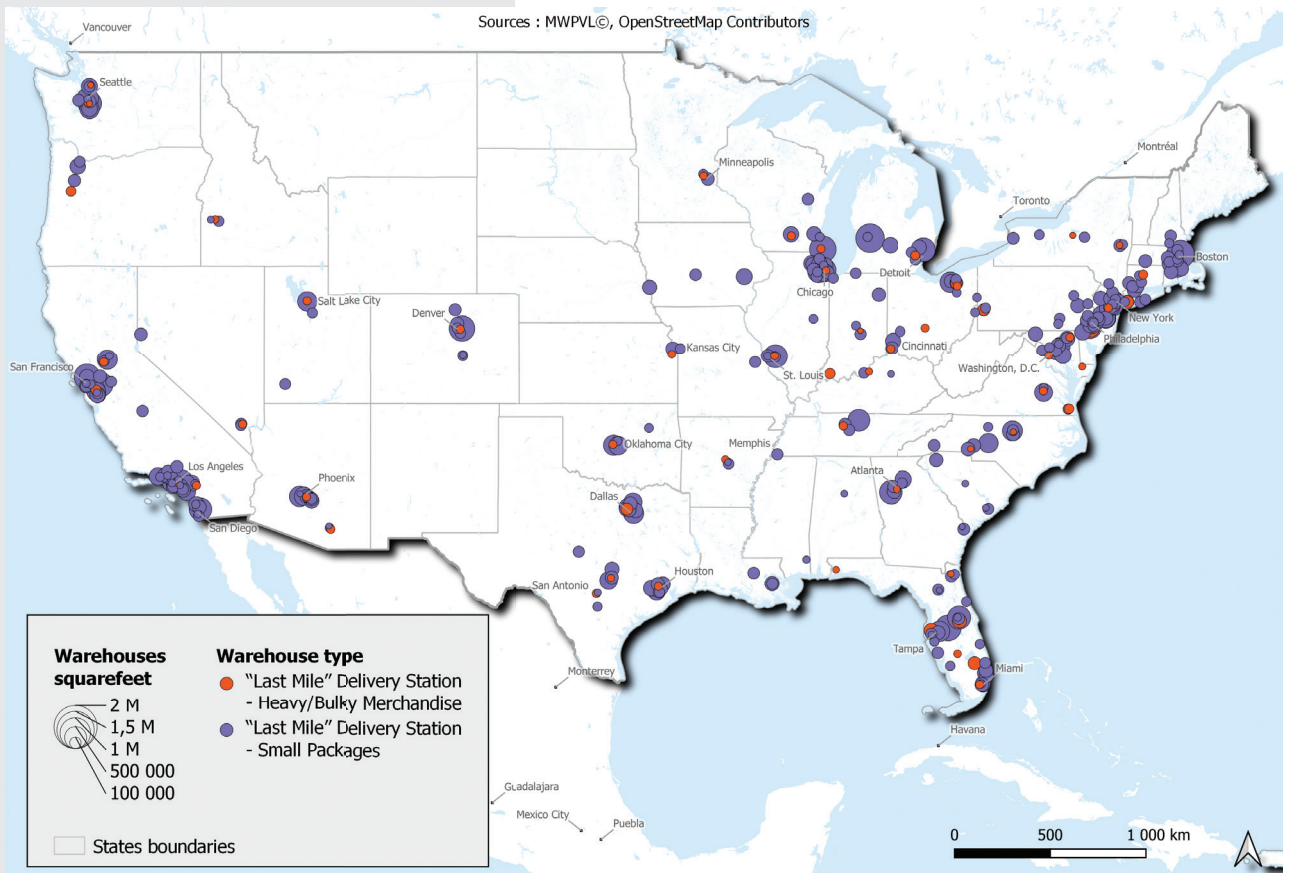 Sources : MWPVL©, OpenStreetMap Contributors
Vancouver
Seattle
Minneapolis
Montréal
Toronto
Boston
Detroit
Chicago
New York
Philadelphia
Salt Lake City
Denver
Cincinnati
Kansas City
San Francisco
St. Louis
Washington, D.C.
Oklahoma City
Memphis
Los Angeles
Phoenix
Atlanta
Dallas
San Diego
Houston
San Antonio
Tampa
Miami
Monterrey
Havana
Guadalajara
Mexico City
Puebla
Warehouses
squarefeet
2 M
1,5 M
1 M
500 000
100 000
Warehouse type
“Last Mile” Delivery Station
- Heavy/Bulky Merchandise
“Last Mile” Delivery Station
- Small Packages
States boundaries
0 500 1 000 km